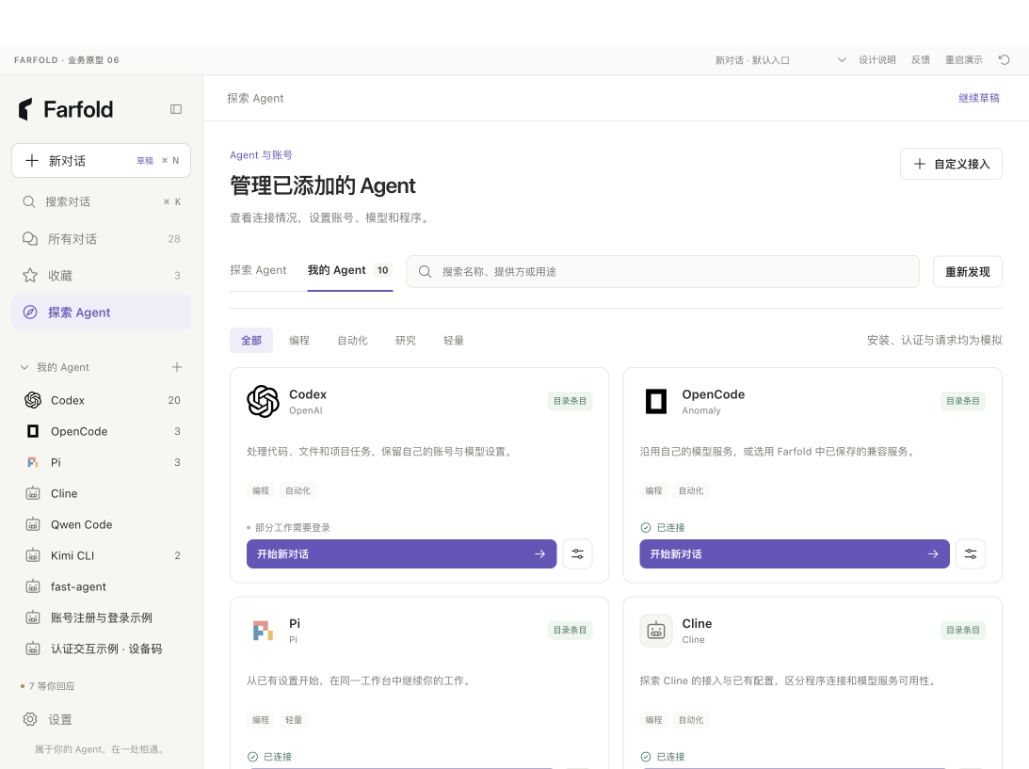 FARFOLD · 业务原型 06
新对话 · 默认入口
设计说明
反馈
重启演示
Farfold
新对话
草稿
⌘ N
搜索对话
⌘ K
所有对话
28
收藏
3
探索 Agent
我的 Agent
Codex
20
OpenCode
3
Pi
3
Cline
Qwen Code
Kimi CLI
2
fast-agent
账号注册与登录示例
认证交互示例 · 设备码
7 等你回应
设置
属于你的 Agent，在一处相遇。
探索 Agent
继续草稿
Agent 与账号
管理已添加的 Agent
查看连接情况，设置账号、模型和程序。
自定义接入
探索 Agent
我的 Agent
10
搜索名称、提供方或用途
重新发现
全部
编程
自动化
研究
轻量
安装、认证与请求均为模拟
Codex
OpenAI
目录条目
处理代码、文件和项目任务，保留自己的账号与模型设置。
编程
自动化
部分工作需要登录
开始新对话
OpenCode
Anomaly
目录条目
沿用自己的模型服务，或选用 Farfold 中已保存的兼容服务。
编程
自动化
已连接
开始新对话
Pi
Pi
目录条目
从已有设置开始，在同一工作台中继续你的工作。
编程
轻量
已连接
Cline
Cline
目录条目
探索 Cline 的接入与已有配置，区分程序连接和模型服务可用性。
编程
自动化
已连接